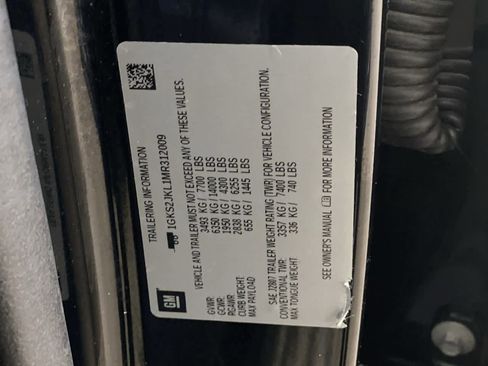 TRAILERING INFORMATION
1GKS2JKL1MR312009
VEHICLE AND TRAILER MUST NOT EXCEED ANY OF THESE VALUES.
GVWR: 3493 KG / 7700 LBS
GCWR: 6350 KG / 14000 LBS
RGAWR: 1950 KG / 4300 LBS
CURB WEIGHT: 2838 KG / 6255 LBS
MAX PAYLOAD: 655 KG / 1445 LBS
SAE J2807 TRAILER WEIGHT RATING (TWR) FOR VEHICLE CONFIGURATION.
CONVENTIONAL TWR: 3357 KG / 7400 LBS
MAX TONGUE WEIGHT: 336 KG / 740 LBS
SEE OWNER'S MANUAL FOR MORE INFORMATION
GM